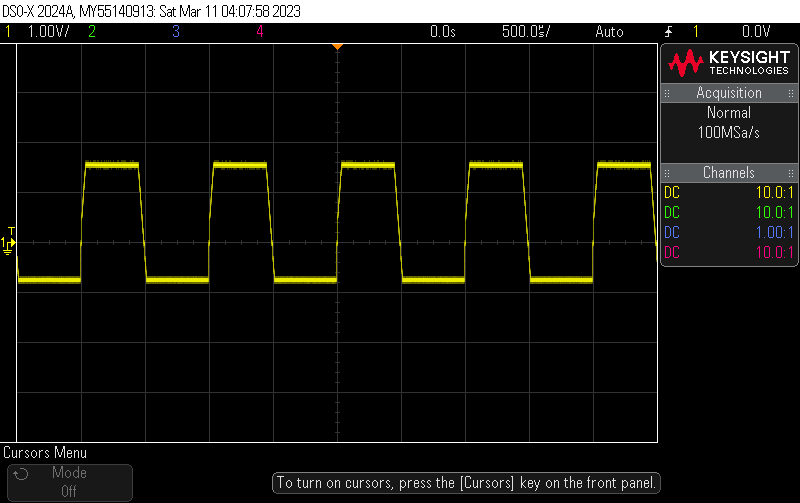 DSO-X 2024A, MY55140913: Sat Mar 11 04:07:58 2023
1 1.00V/ 2 3 4 0.0s 500.0µs/ Auto 1 0.0V
KEYSIGHT
TECHNOLOGIES
Acquisition
Normal
100MSa/s
Channels
DC 10.0:1
DC 10.0:1
DC 1.00:1
DC 10.0:1
T
1
Cursors Menu
Mode
Off
To turn on cursors, press the [Cursors] key on the front panel.